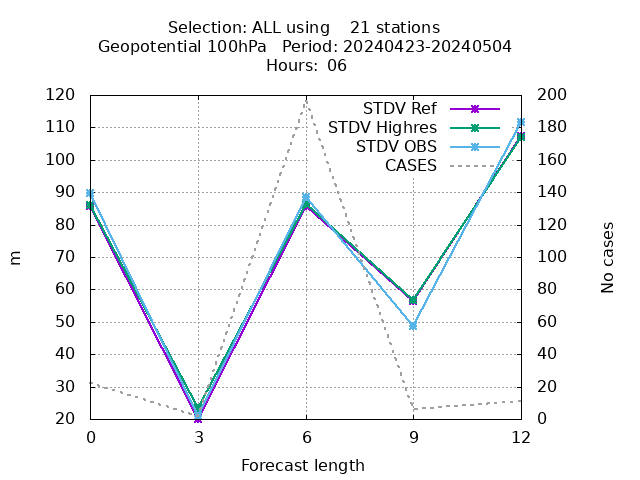 Selection: ALL using    21 stations
Geopotential 100hPa   Period: 20240423-20240504
Hours:  06
STDV Ref
STDV Highres
STDV OBS
CASES
120
110
100
90
80
70
60
50
40
30
20
m
200
180
160
140
120
100
80
60
40
20
0
No cases
0 3 6 9 12
Forecast length